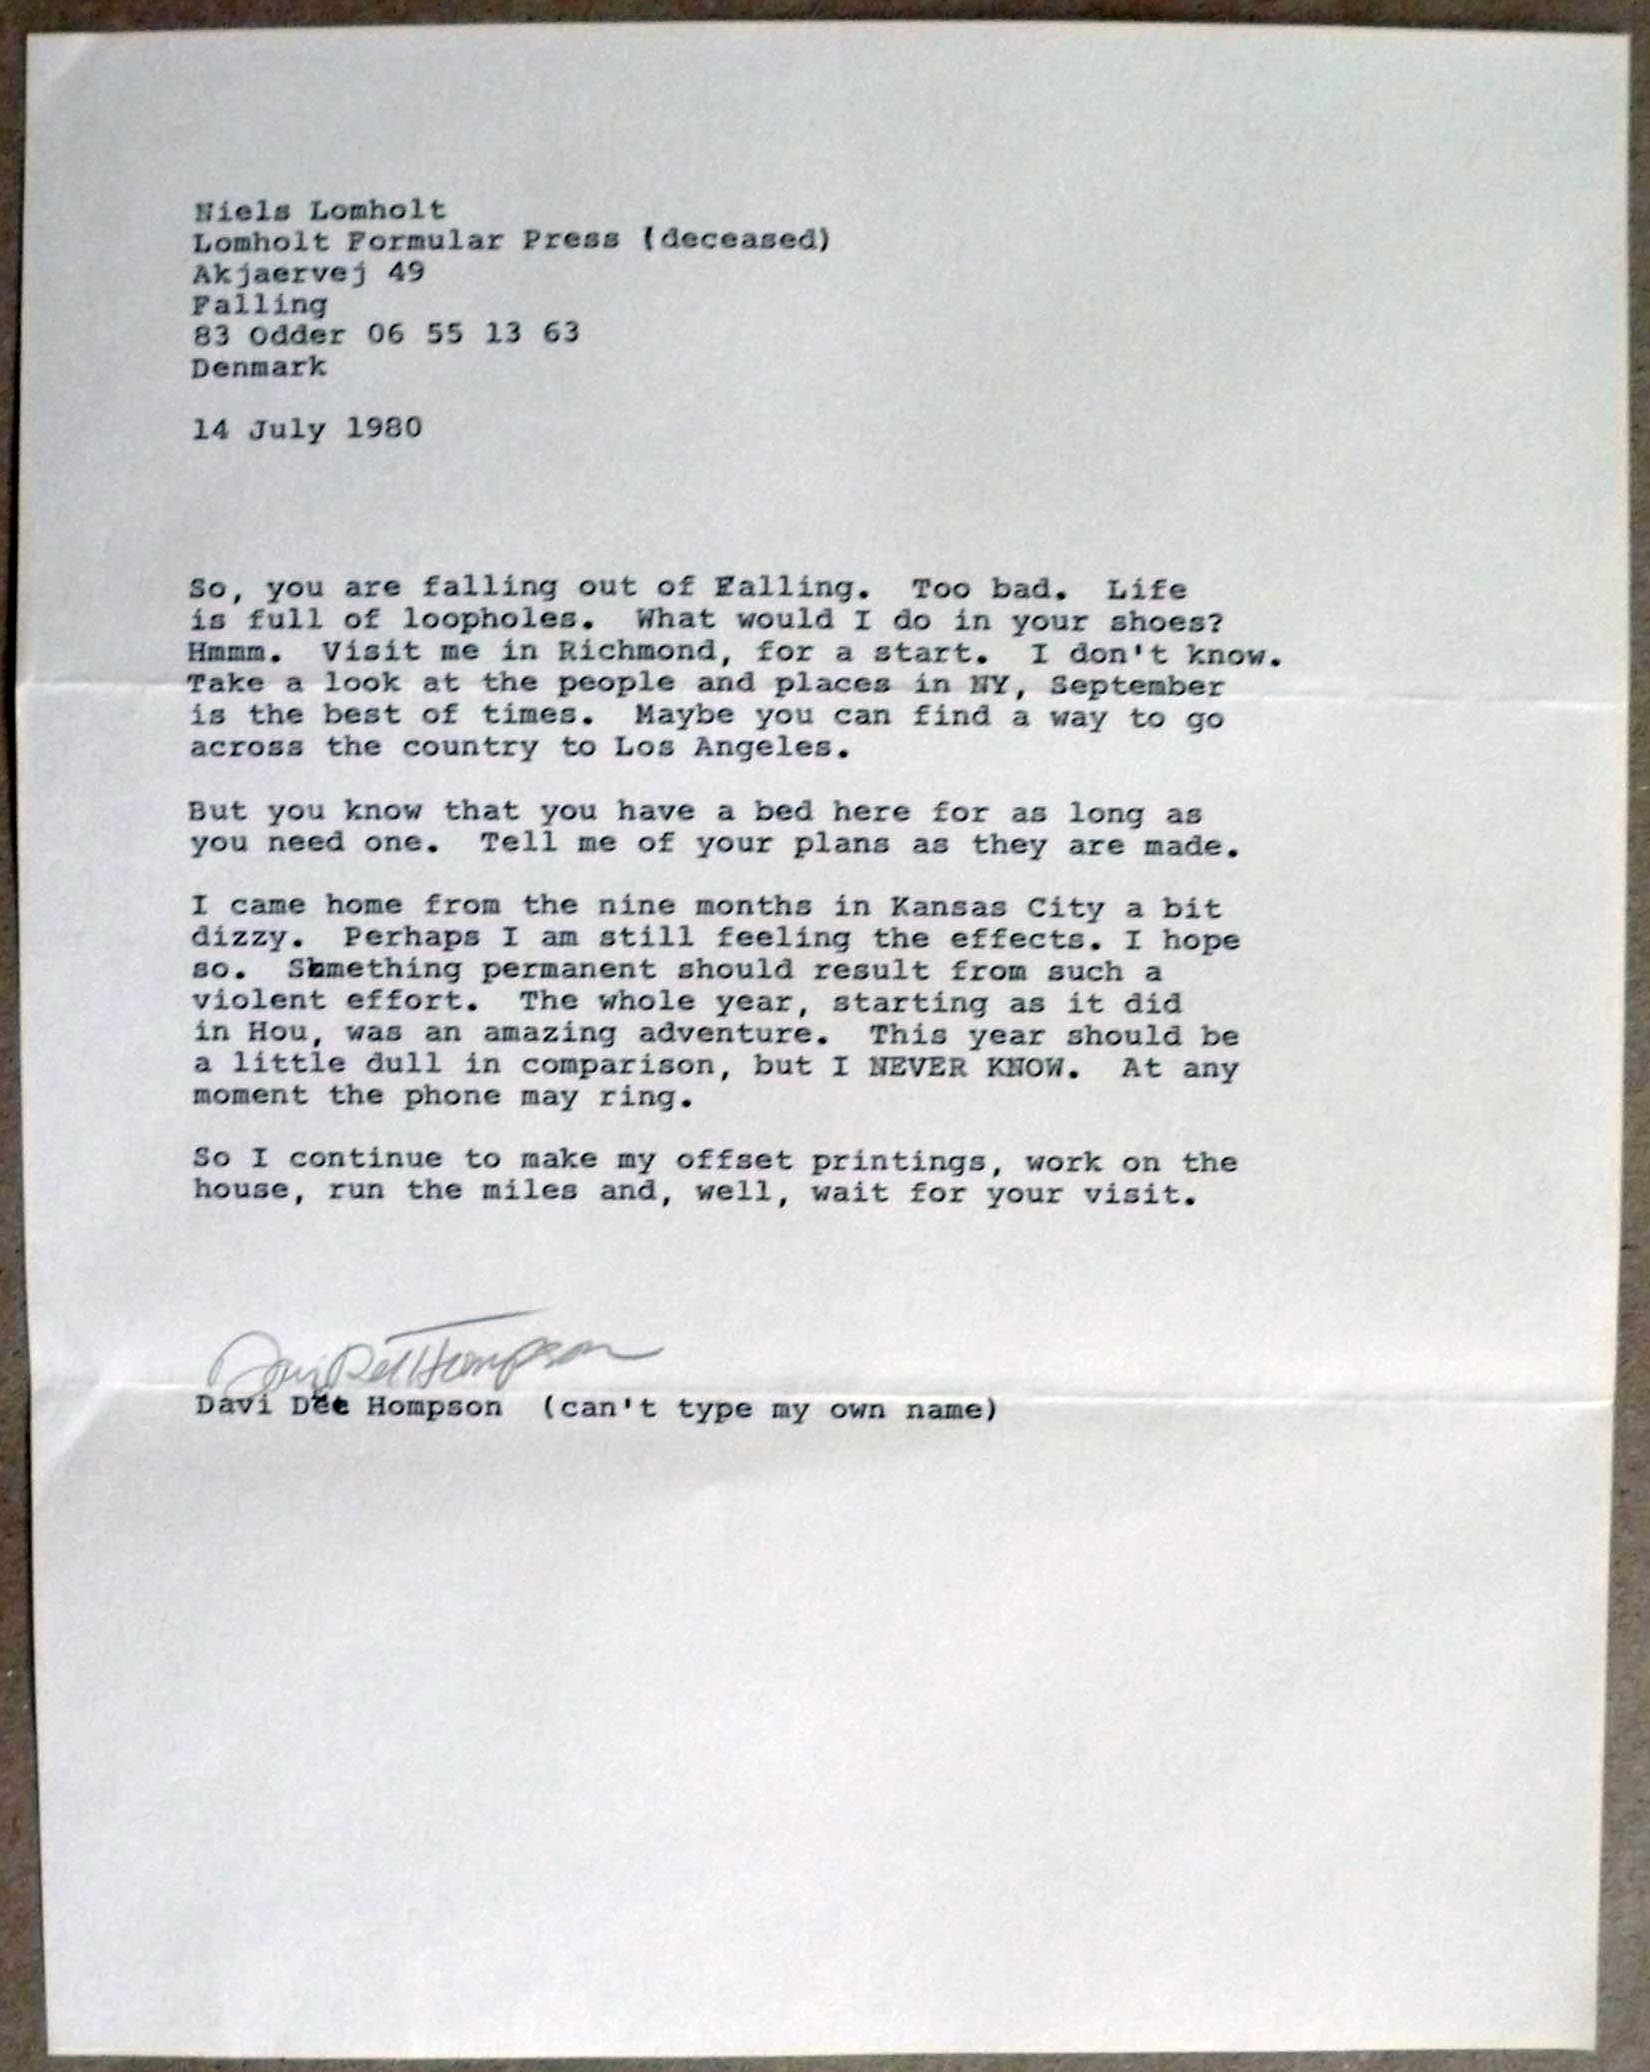 Niels Lomholt
Lomholt Formular Press (deceased)
Akjaervej 49
Falling
83 Odder 06 55 13 63
Denmark
14 July 1980
So, you are falling out of Falling. Too bad. Life
is full of loopholes. What would I do in your shoes?
Hmmm. Visit me in Richmond, for a start. I don't know.
Take a look at the people and places in NY, September
is the best of times. Maybe you can find a way to go
across the country to Los Angeles.
But you know that you have a bed here for as long as
you need one. Tell me of your plans as they are made.
I came home from the nine months in Kansas City a bit
dizzy. Perhaps I am still feeling the effects. I hope
so. Something permanent should result from such a
violent effort. The whole year, starting as it did
in Hou, was an amazing adventure. This year should be
a little dull in comparison, but I NEVER KNOW. At any
moment the phone may ring.
So I continue to make my offset printings, work on the
house, run the miles and, well, wait for your visit.
Davi Det Hompson
Davi Det Hompson (can't type my own name)